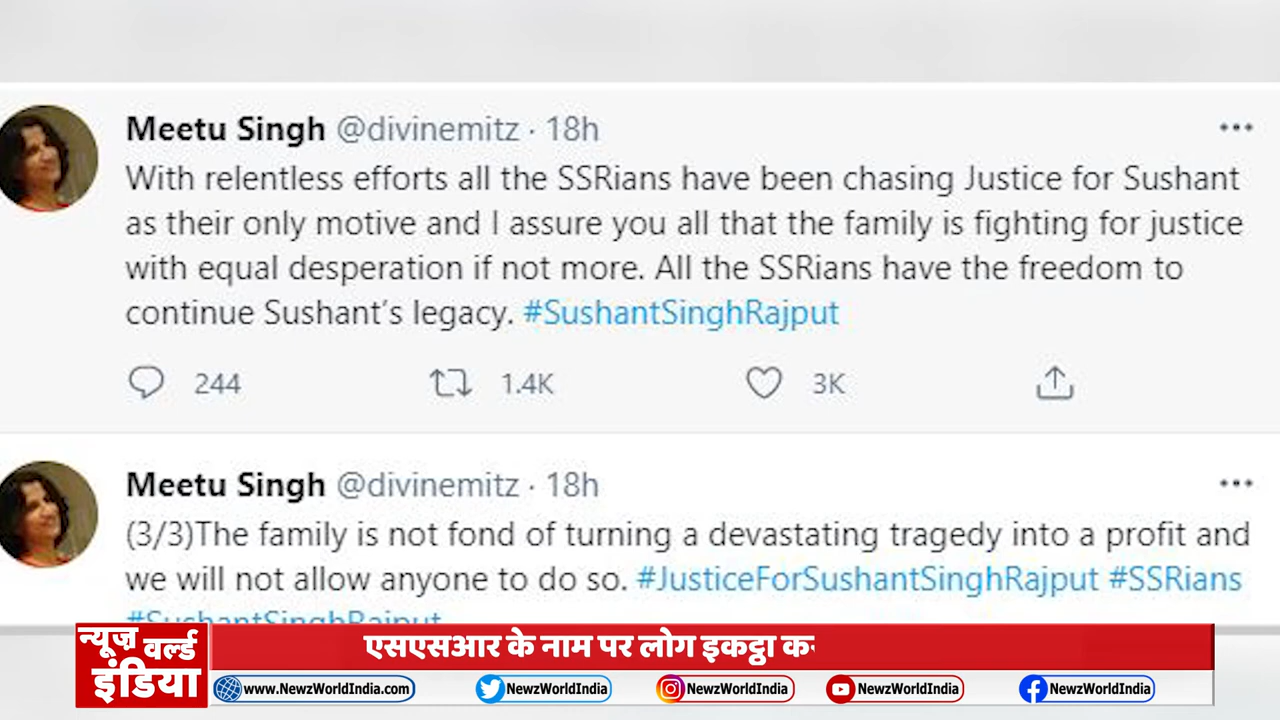 Meetu Singh @divinemitz · 18h
With relentless efforts all the SSRians have been chasing Justice for Sushant
as their only motive and I assure you all that the family is fighting for justice
with equal desperation if not more. All the SSRians have the freedom to
continue Sushant's legacy. #SushantSinghRajput
244 1.4K 3K
Meetu Singh @divinemitz · 18h
(3/3)The family is not fond of turning a devastating tragedy into a profit and
we will not allow anyone to do so. #JusticeForSushantSinghRajput #SSRians
#SushantSinghRajput
न्यूज़ वर्ल्ड
इंडिया
एसएसआर के नाम पर लोग इकट्ठा
www.NewzWorldIndia.com NewzWorldIndia NewzWorldIndia NewzWorldIndia NewzWorldIndia